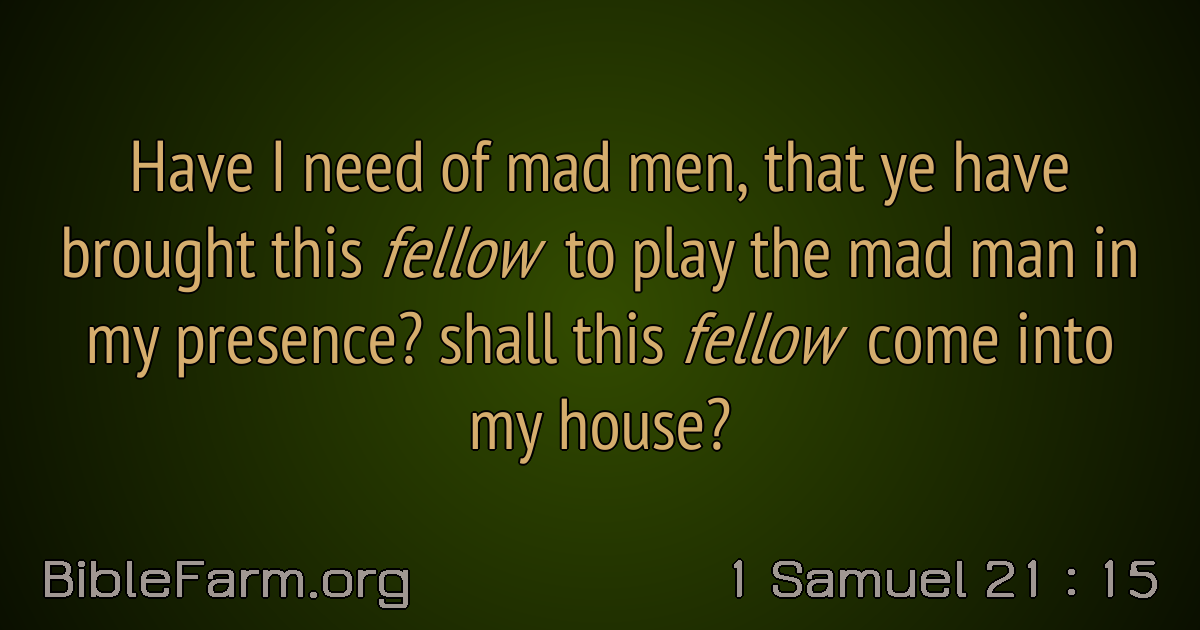 Have I need of mad men, that ye have
brought this fellow to play the mad man in
my presence? shall this fellow come into
my house?
BibleFarm.org
1 Samuel 21 : 15